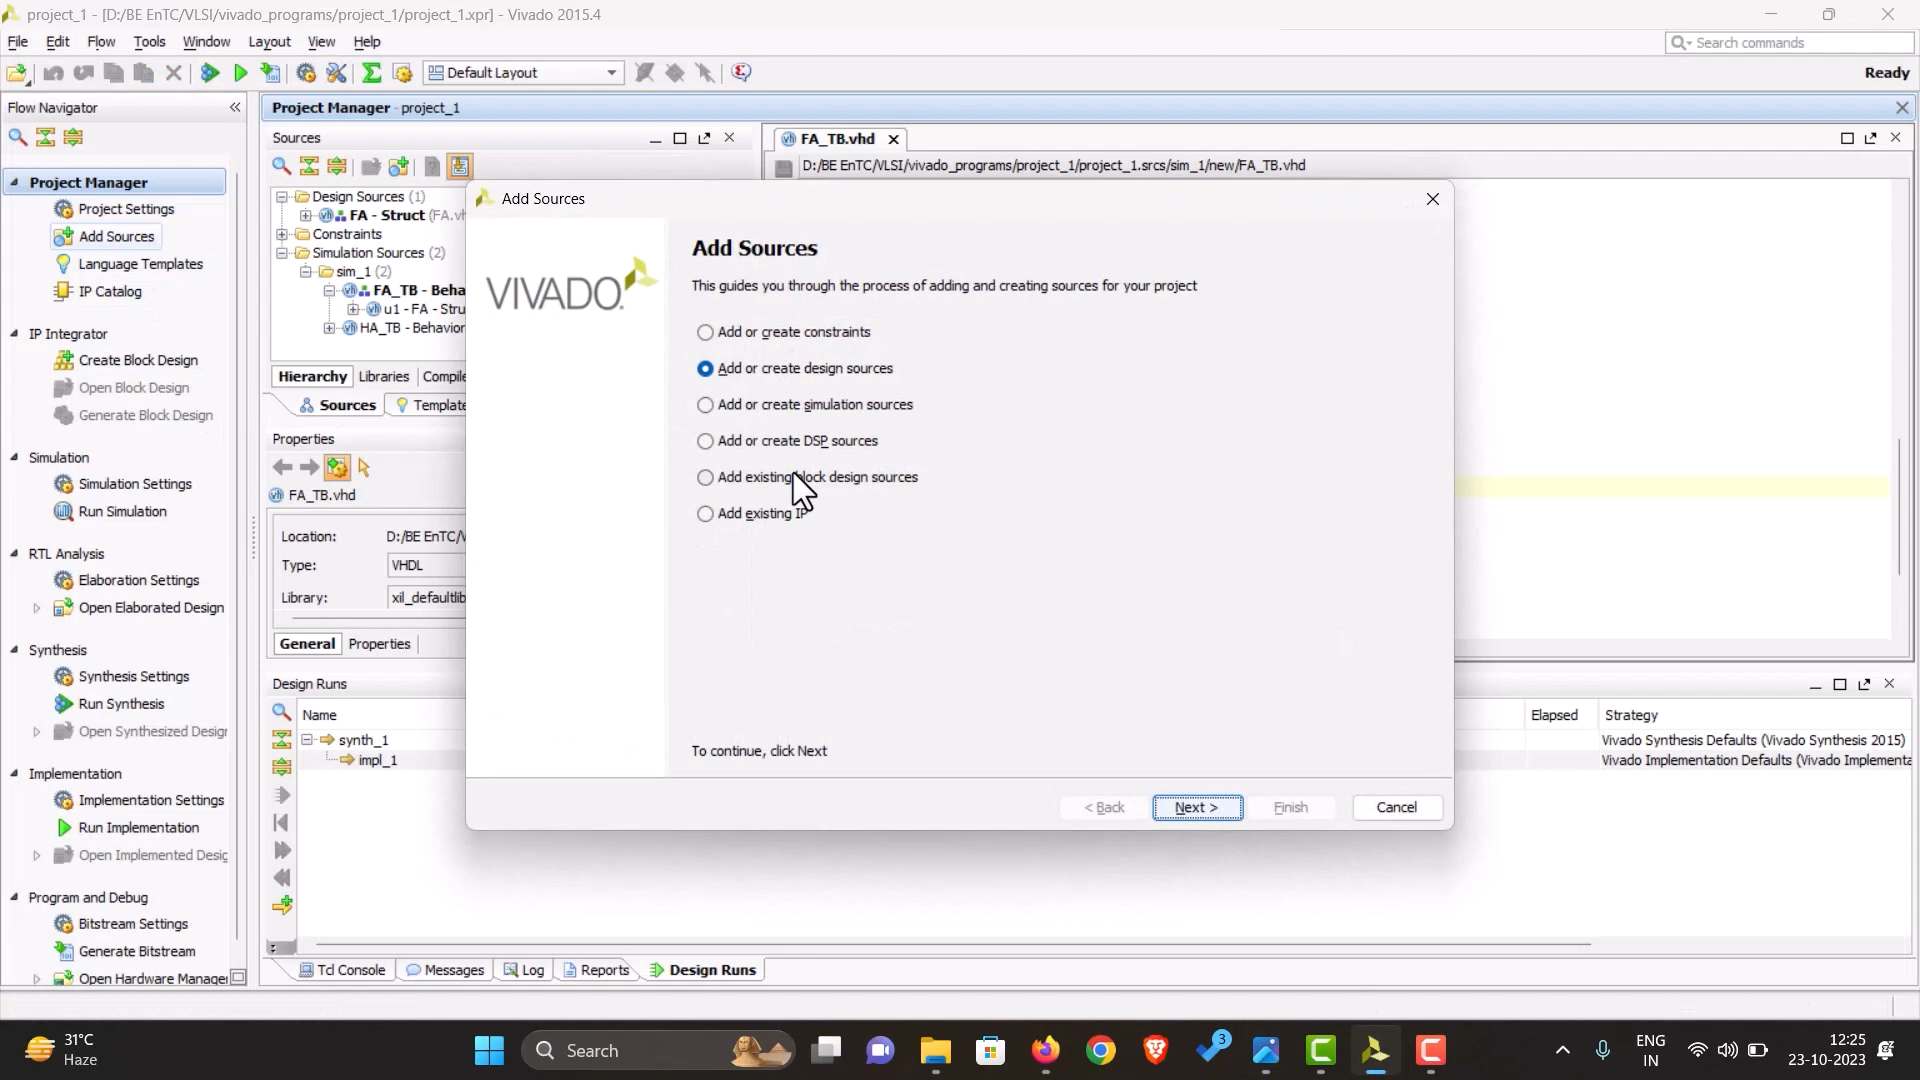 project_1 - [D:/BE EnTC/VLSI/vivado_programs/project_1/project_1.xpr] - Vivado 2015.4
File Edit Flow Tools Window Layout View Help
Search commands
Default Layout
Ready
Flow Navigator
Project Manager
Project Settings
Add Sources
Language Templates
IP Catalog
IP Integrator
Create Block Design
Open Block Design
Generate Block Design
Simulation
Simulation Settings
Run Simulation
RTL Analysis
Elaboration Settings
Open Elaborated Design
Synthesis
Synthesis Settings
Run Synthesis
Open Synthesized Desigr
Implementation
Implementation Settings
Run Implementation
Open Implemented Desic
Program and Debug
Bitstream Settings
Generate Bitstream
Open Hardware Manager
Project Manager - project_1
Sources
Design Sources (1)
FA - Struct (FA.vh
Constraints
Simulation Sources (2)
sim_1 (2)
FA_TB - Beha
u1 - FA - Stru
HA_TB - Behavior
Hierarchy Libraries Compile
Sources Template
Properties
FA_TB.vhd
Location: D:/BE EnTC/V
Type: VHDL
Library: xil_defaultlib
General Properties
FA_TB.vhd
D:/BE EnTC/VLSI/vivado_programs/project_1/project_1.srcs/sim_1/new/FA_TB.vhd
Add Sources
VIVADO
Add Sources
This guides you through the process of adding and creating sources for your project
Add or create constraints
Add or create design sources
Add or create simulation sources
Add or create DSP sources
Add existing block design sources
Add existing IP
To continue, click Next
< Back Next > Finish Cancel
Design Runs
Name Elapsed Strategy
synth_1 Vivado Synthesis Defaults (Vivado Synthesis 2015)
impl_1 Vivado Implementation Defaults (Vivado Implementa
Tcl Console Messages Log Reports Design Runs
31°C
Haze
Search
3
ENG
IN
12:25
23-10-2023